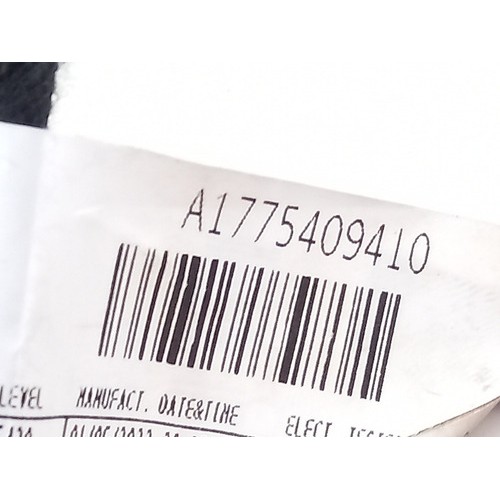 A1775409410
LEVEL MANUFACT. DATE&TIME ELECT.